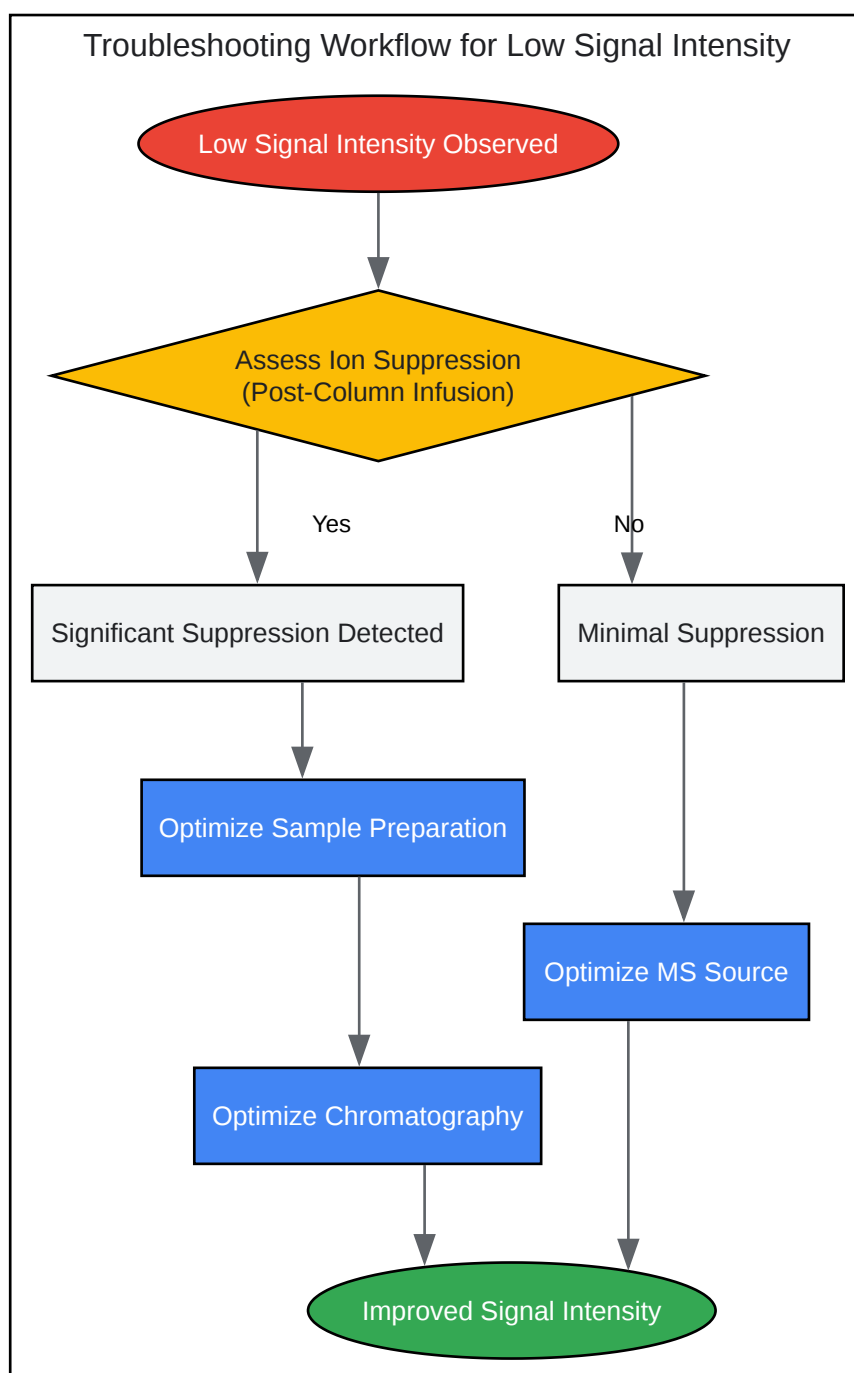 Troubleshooting Workflow for Low Signal Intensity
Low Signal Intensity Observed
Assess Ion Suppression
(Post-Column Infusion)
Yes
No
Significant Suppression Detected
Minimal Suppression
Optimize Sample Preparation
Optimize MS Source
Optimize Chromatography
Improved Signal Intensity